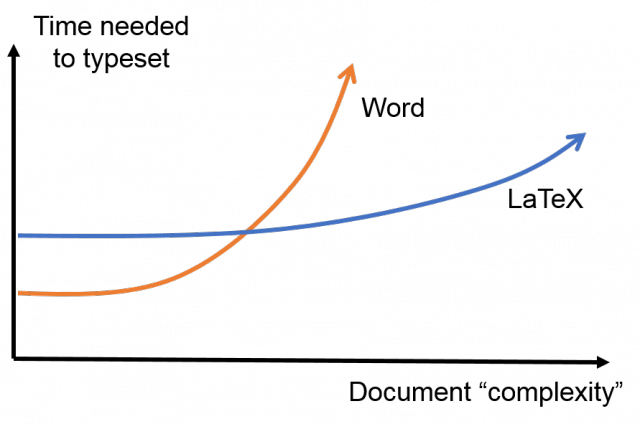 Time needed
to typeset
Word
LaTeX
Document “complexity”